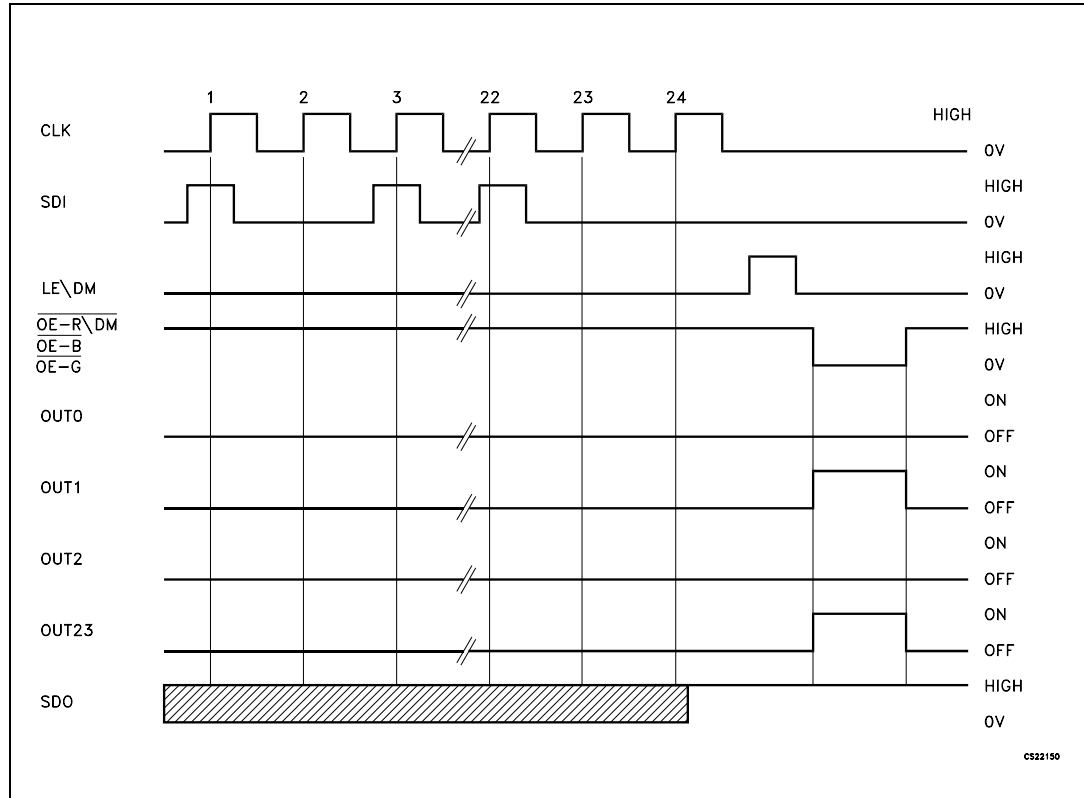 1 2 3 22 23 24
CLK HIGH
0V
SDI HIGH
0V
LE\DM HIGH
0V
OE-R\DM HIGH
OE-B
OE-G 0V
OUT0 ON
OFF
OUT1 ON
OFF
OUT2 ON
OFF
OUT23 ON
OFF
SDO HIGH
0V
CS22150